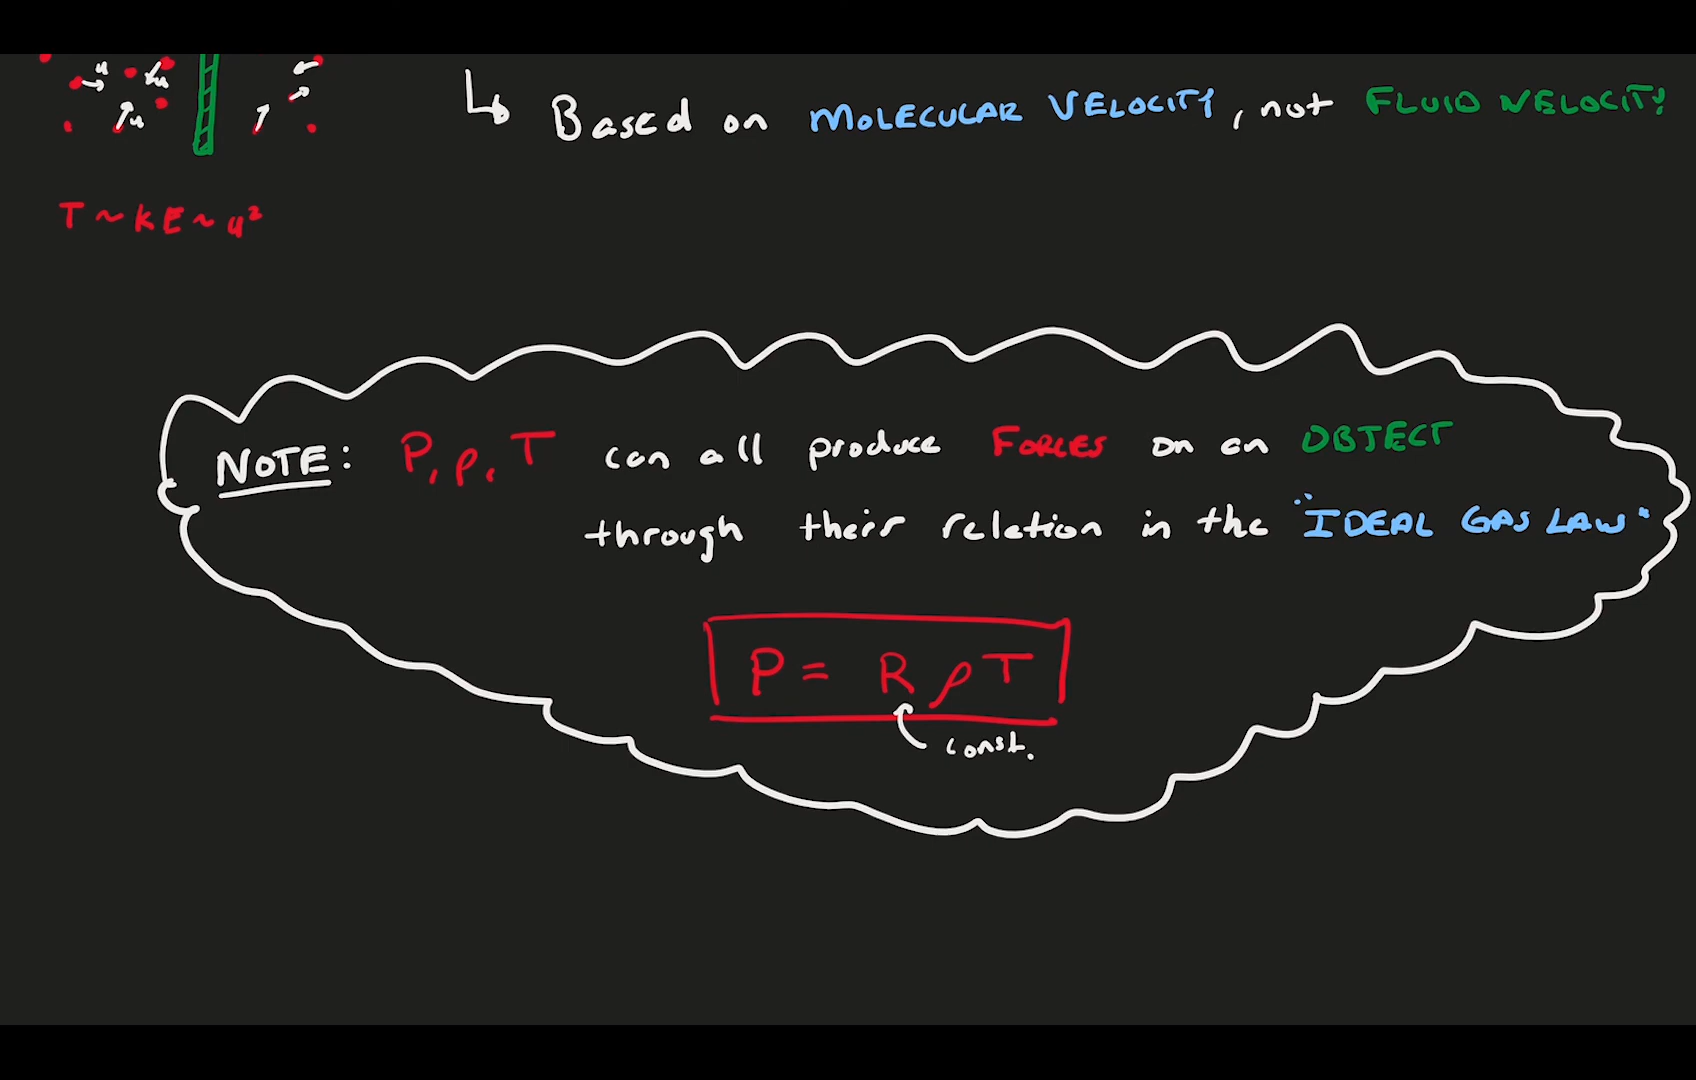 u u
u
↳ Based on MOLECULAR VELOCITY, not FLUID VELOCITY
T ~ KE ~ u²
NOTE: P, ρ, T can all produce FORCES on an OBJECT
through their relation in the "IDEAL GAS LAW"
P = RρT
const.